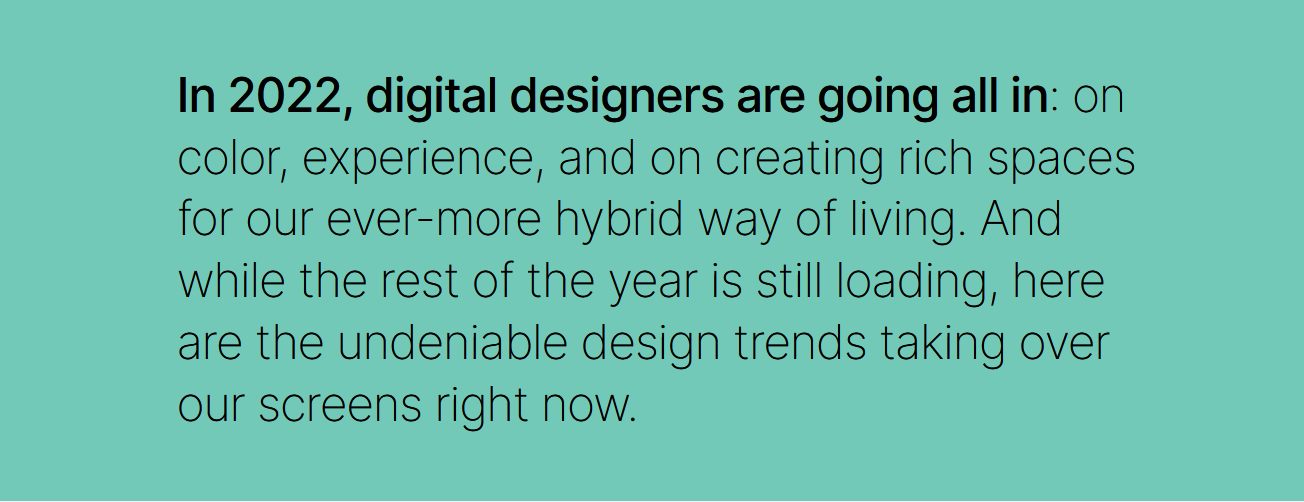 In 2022, digital designers are going all in: on
color, experience, and on creating rich spaces
for our ever-more hybrid way of living. And
while the rest of the year is still loading, here
are the undeniable design trends taking over
our screens right now.